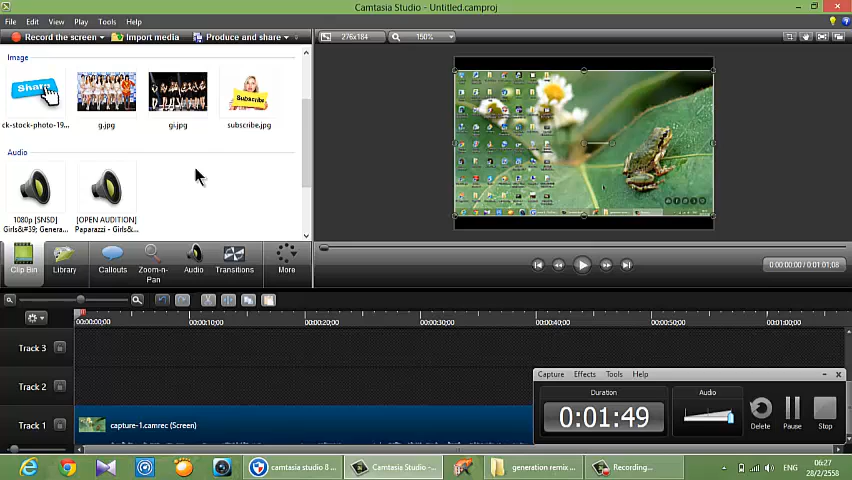 Camtasia Studio - Untitled.camproj
File Edit View Play Tools Help
Record the screen Import media Produce and share
276x184 150%
Image
Share
Subscribe
ck-stock-photo-19... g.jpg gi.jpg subscribe.jpg
Audio
1080p [SNSD] Girls&#39; Genera...
[OPEN AUDITION] Paparazzi - Girls&...
Clip Bin Library Callouts Zoom-n-Pan Audio Transitions More
0:00:00;00 / 0:01:01;08
00:00:00;00 00:00:10;00 00:00:20;00 00:00:30;00 00:00:40;00 00:00:50;00 00:01:00;00
Track 3
Track 2
Track 1 capture-1.camrec (Screen)
Capture Effects Tools Help
Duration Audio
0:01:49
Delete Pause Stop
camtasia studio 8 ... Camtasia Studio -... generation remix ... Recording...
ENG 06:27
28/2/2558